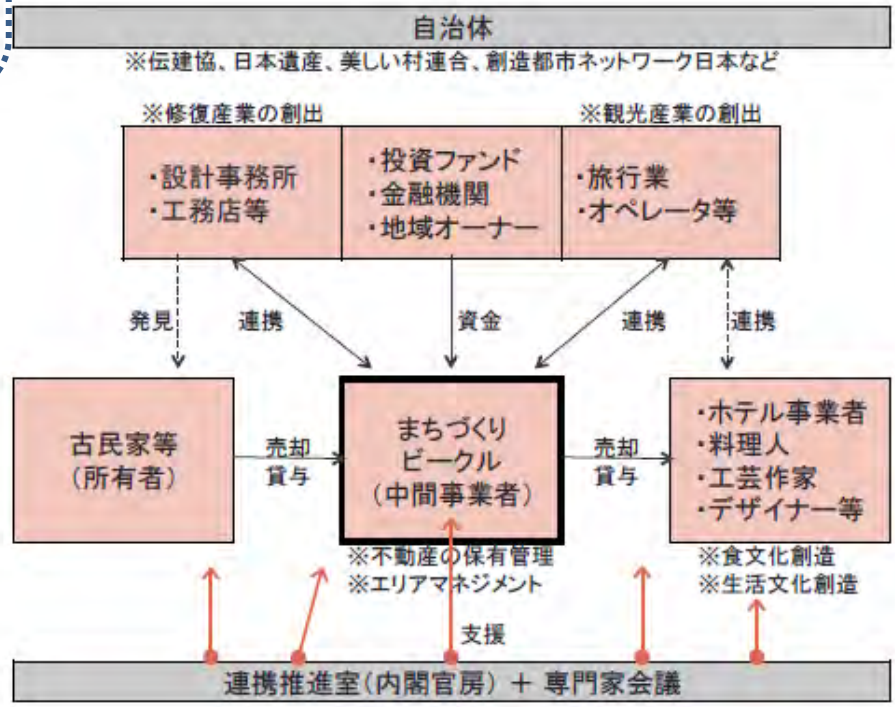 自治体
※伝建協、日本遺産、美しい村連合、創造都市ネットワーク日本など
※修復産業の創出
※観光産業の創出
・設計事務所
・工務店等
・投資ファンド
・金融機関
・地域オーナー
・旅行業
・オペレータ等
発見
連携
資金
連携
連携
古民家等
(所有者)
売却
貸与
まちづくり
ビークル
(中間事業者)
売却
貸与
・ホテル事業者
・料理人
・工芸作家
・デザイナー等
※不動産の保有管理
※エリアマネジメント
※食文化創造
※生活文化創造
支援
連携推進室(内閣官房) + 専門家会議